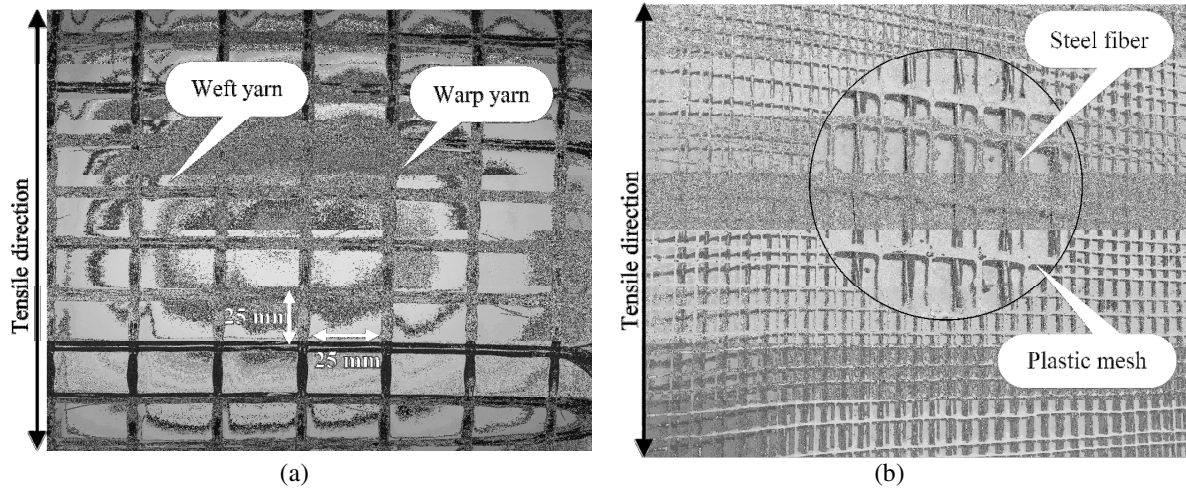 Tensile direction
Weft yarn
Warp yarn
25 mm
25 mm
(a)
Tensile direction
Steel fiber
Plastic mesh
(b)